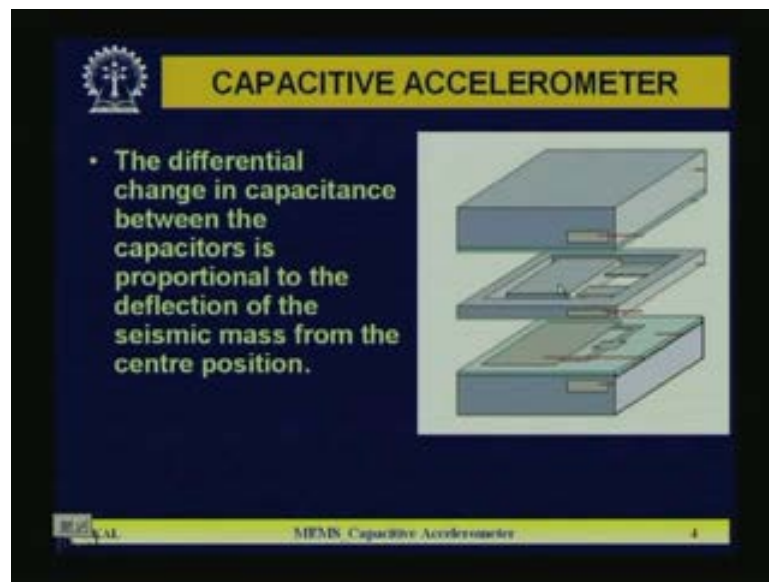 CAPACITIVE ACCELEROMETER
• The differential
change in capacitance
between the
capacitors is
proportional to the
deflection of the
seismic mass from the
centre position.
KAL
MEMS Capacitive Accelerometer
4